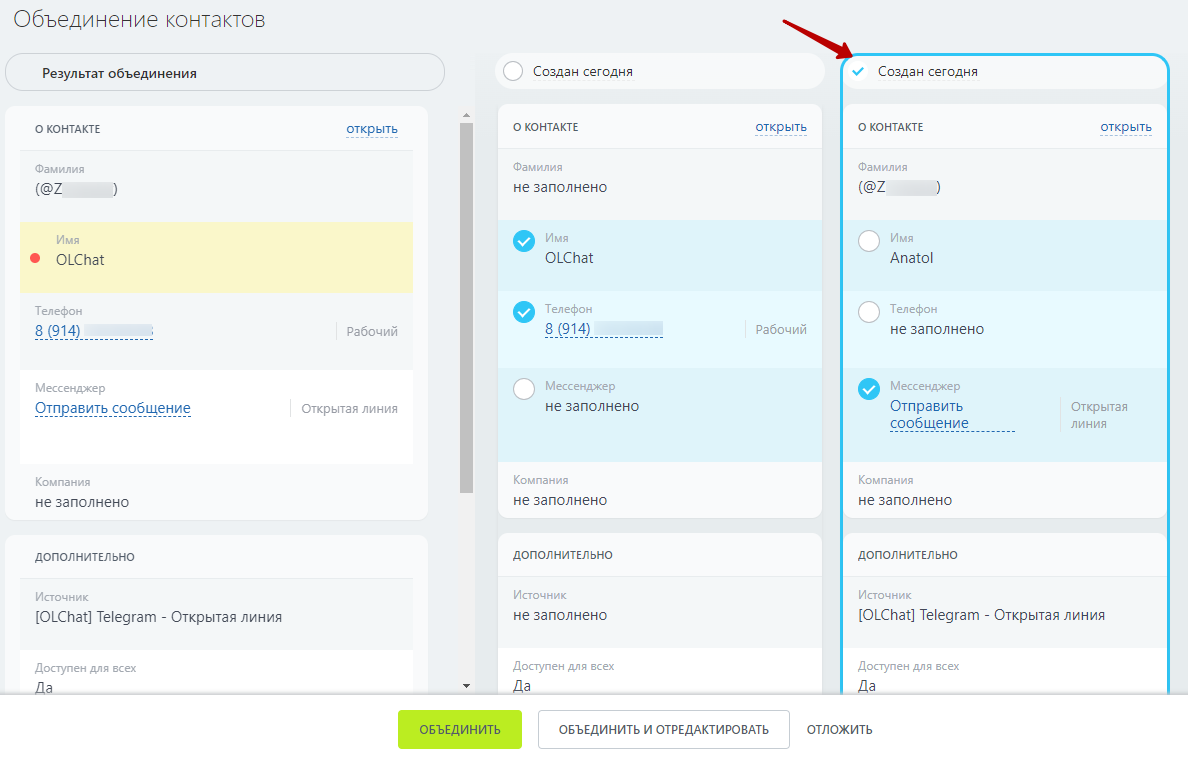 Объединение контактов
Результат объединения
О КОНТАКТЕ
открыть
Фамилия
(@Z )
Имя
OLChat
Телефон
8 (914)
Рабочий
Мессенджер
Отправить сообщение
Открытая линия
Компания
не заполнено
ДОПОЛНИТЕЛЬНО
Источник
[OLChat] Telegram - Открытая линия
Доступен для всех
Да
Создан сегодня
О КОНТАКТЕ
открыть
Фамилия
не заполнено
Имя
OLChat
Телефон
8 (914)
Рабочий
Мессенджер
не заполнено
Компания
не заполнено
ДОПОЛНИТЕЛЬНО
Источник
не заполнено
Доступен для всех
Да
Создан сегодня
О КОНТАКТЕ
открыть
Фамилия
(@Z )
Имя
Anatol
Телефон
не заполнено
Мессенджер
Отправить
сообщение
Открытая
линия
Компания
не заполнено
ДОПОЛНИТЕЛЬНО
Источник
[OLChat] Telegram - Открытая линия
Доступен для всех
Да
ОБЪЕДИНИТЬ
ОБЪЕДИНИТЬ И ОТРЕДАКТИРОВАТЬ
ОТЛОЖИТЬ